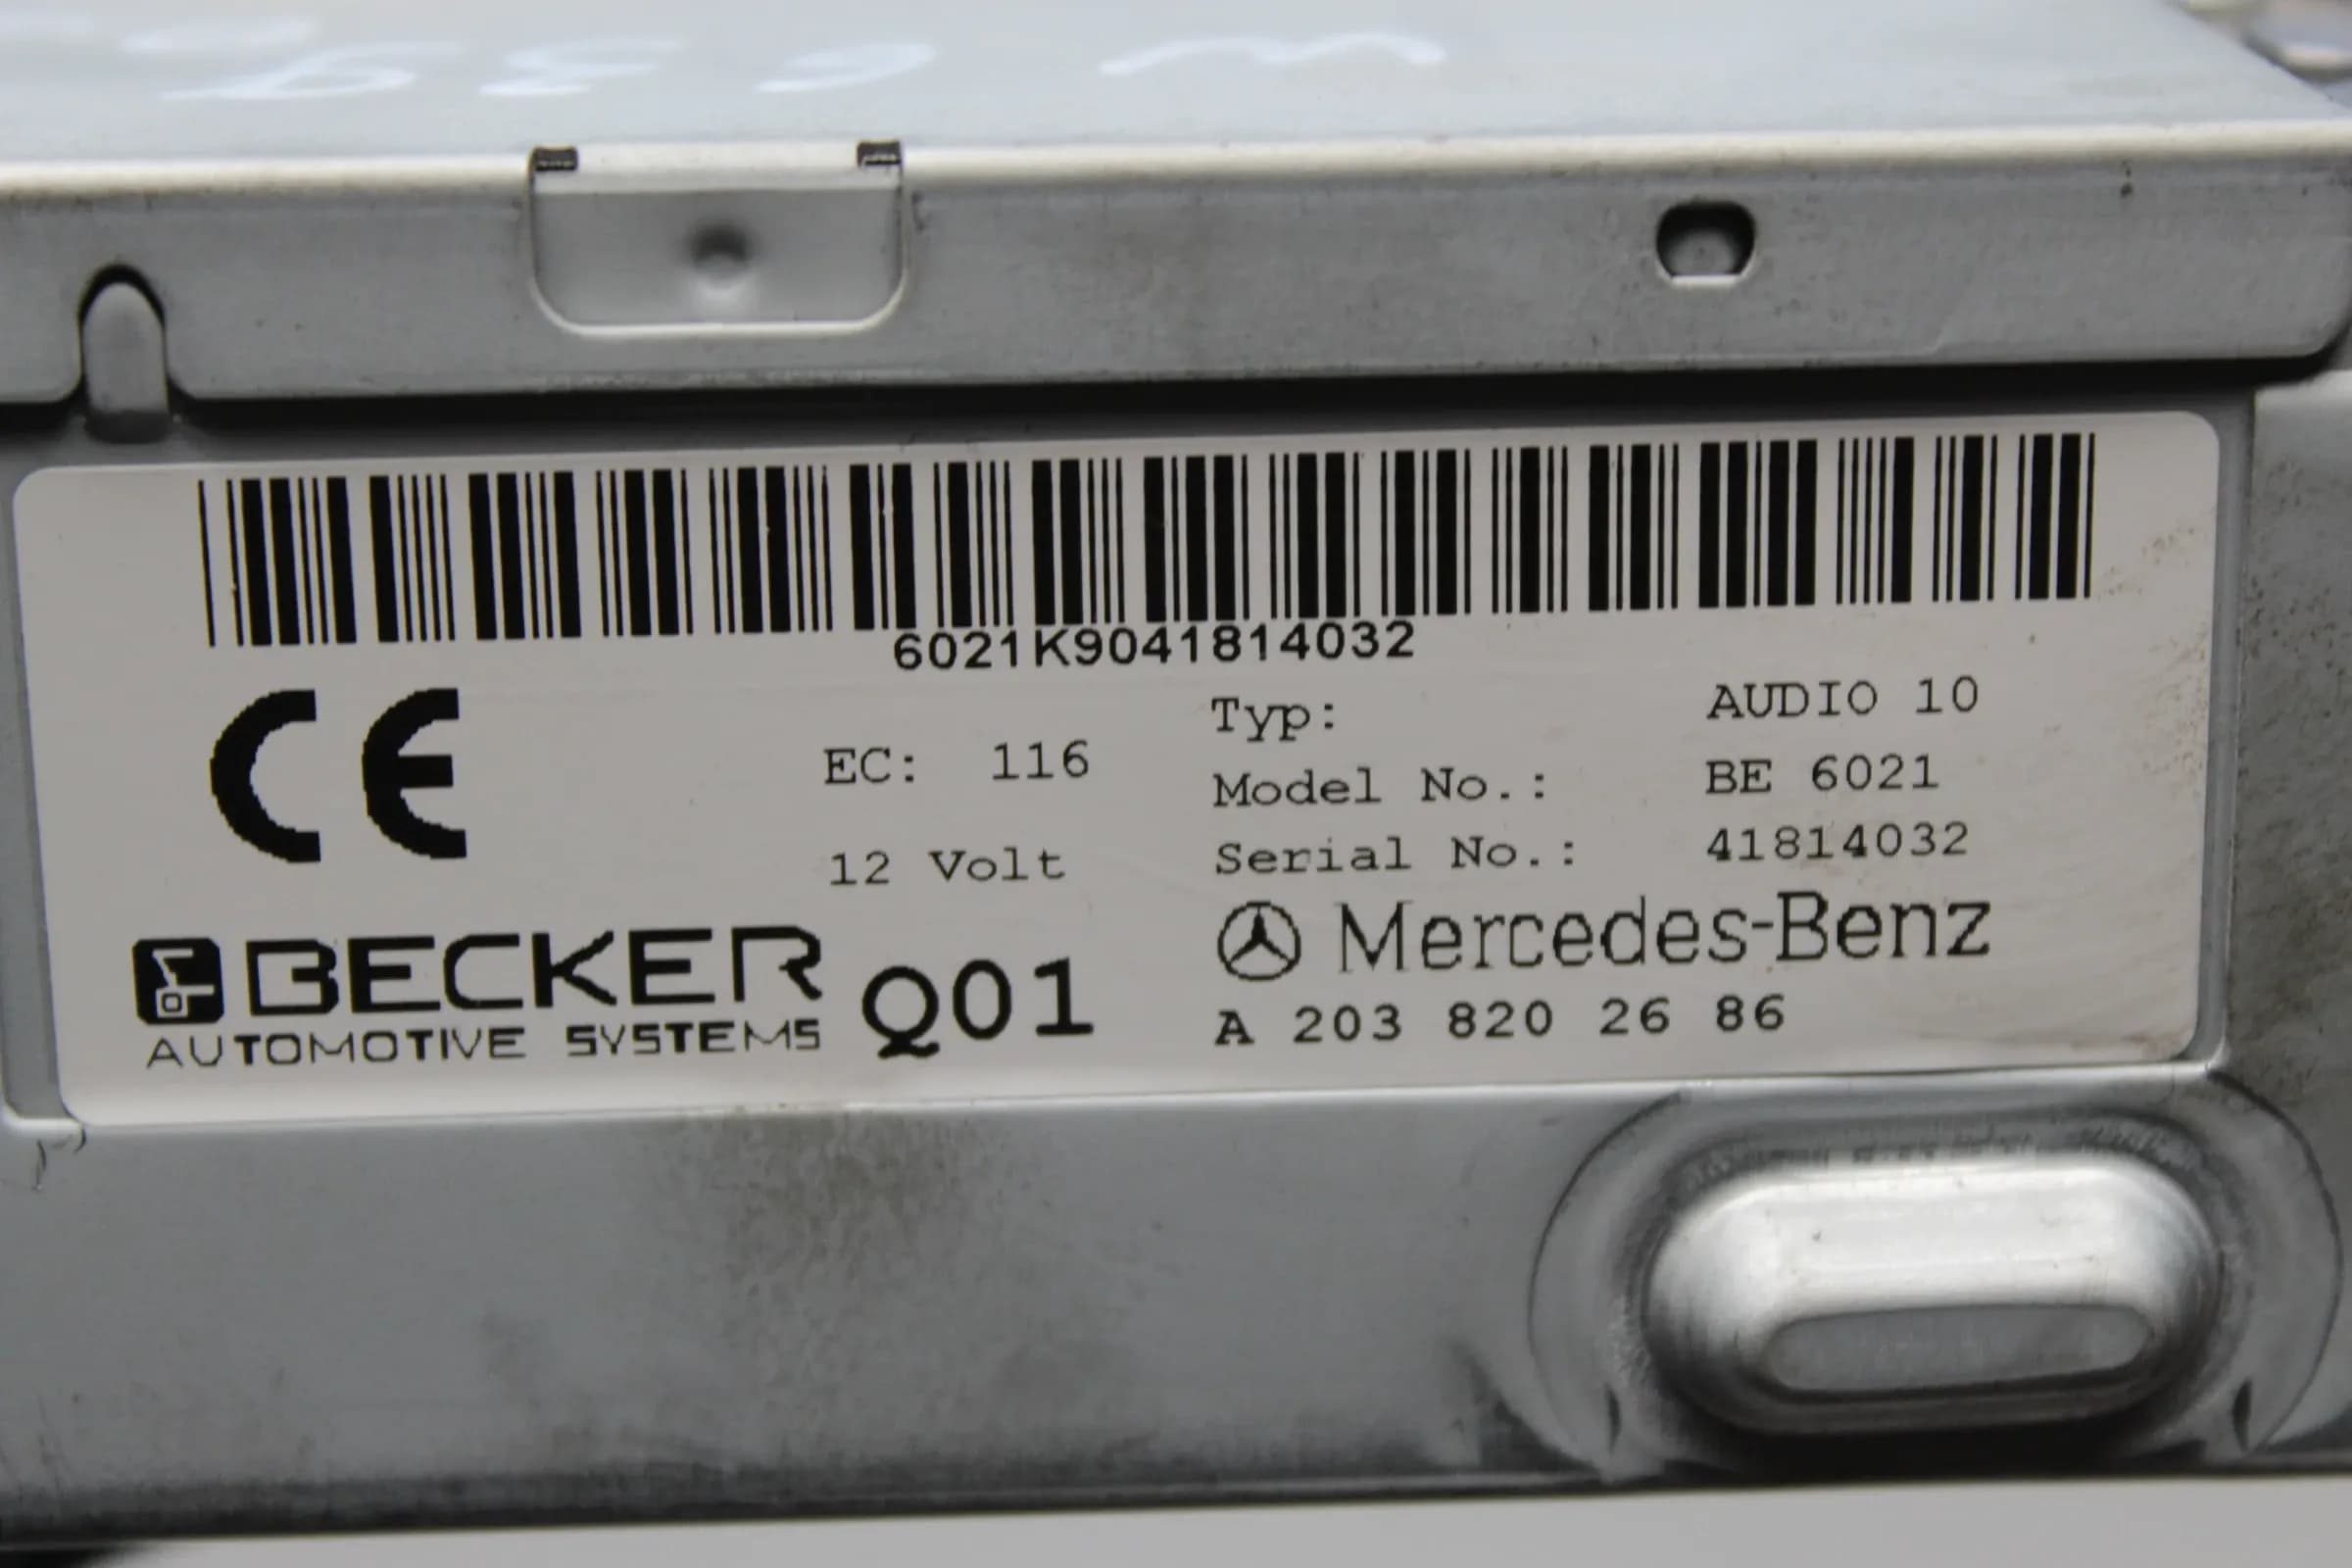 6021K9041814032
EC: 116
12 Volt
BECKER
AUTOMOTIVE SYSTEMS
Q01
Typ: AUDIO 10
Model No.: BE 6021
Serial No.: 41814032
Mercedes-Benz
A 203 820 26 86